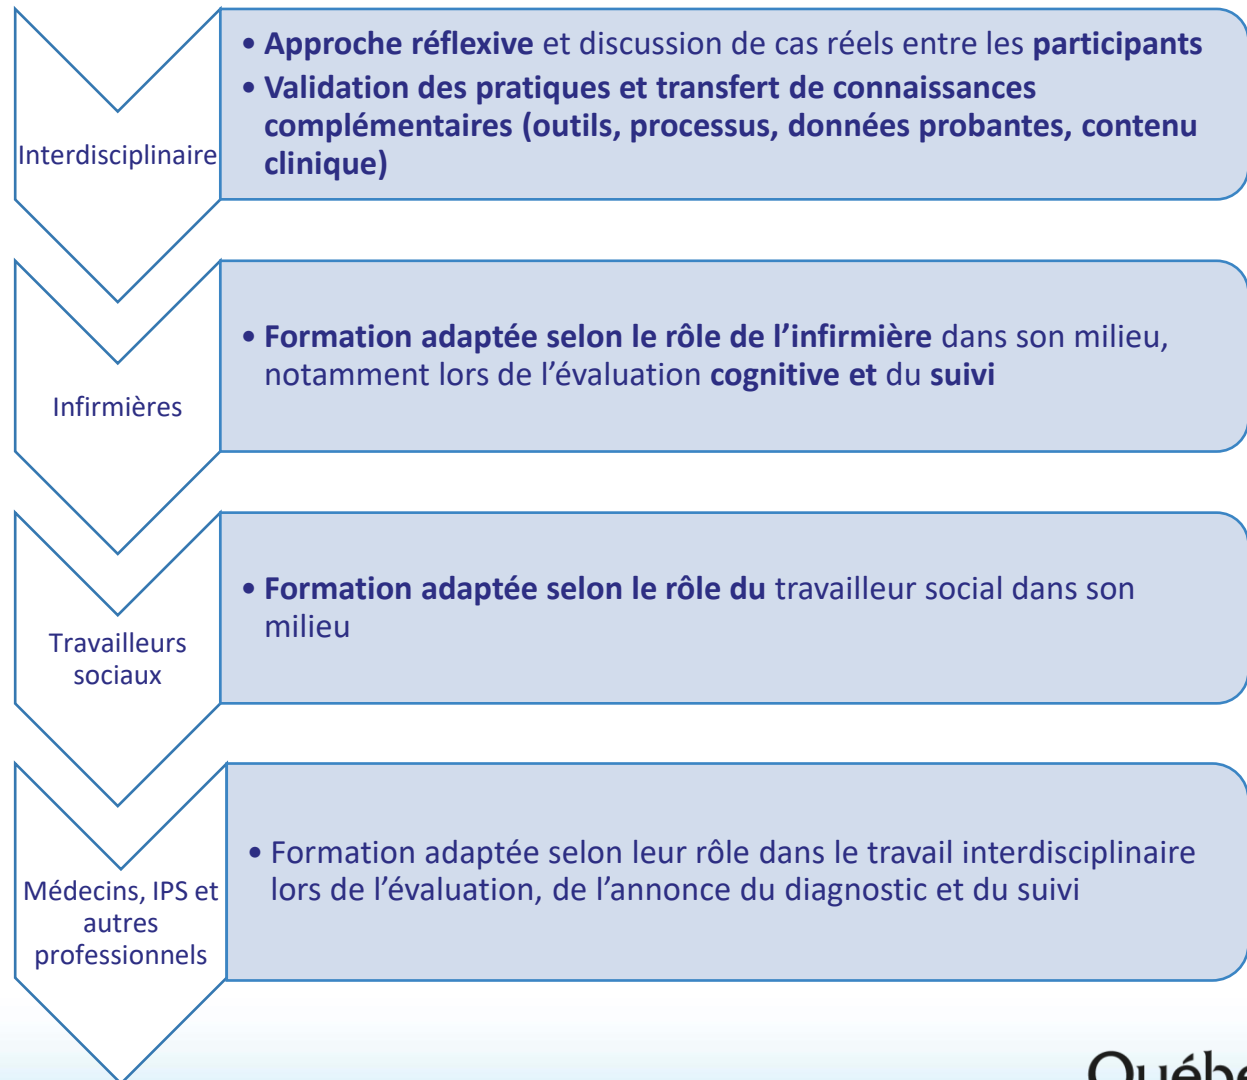 Interdisciplinaire
• Approche réflexive et discussion de cas réels entre les participants
• Validation des pratiques et transfert de connaissances
complémentaires (outils, processus, données probantes, contenu
clinique)
Infirmières
• Formation adaptée selon le rôle de l’infirmière dans son milieu,
notamment lors de l’évaluation cognitive et du suivi
Travailleurs
sociaux
• Formation adaptée selon le rôle du travailleur social dans son
milieu
Médecins, IPS et
autres
professionnels
• Formation adaptée selon leur rôle dans le travail interdisciplinaire
lors de l’évaluation, de l’annonce du diagnostic et du suivi
Québe